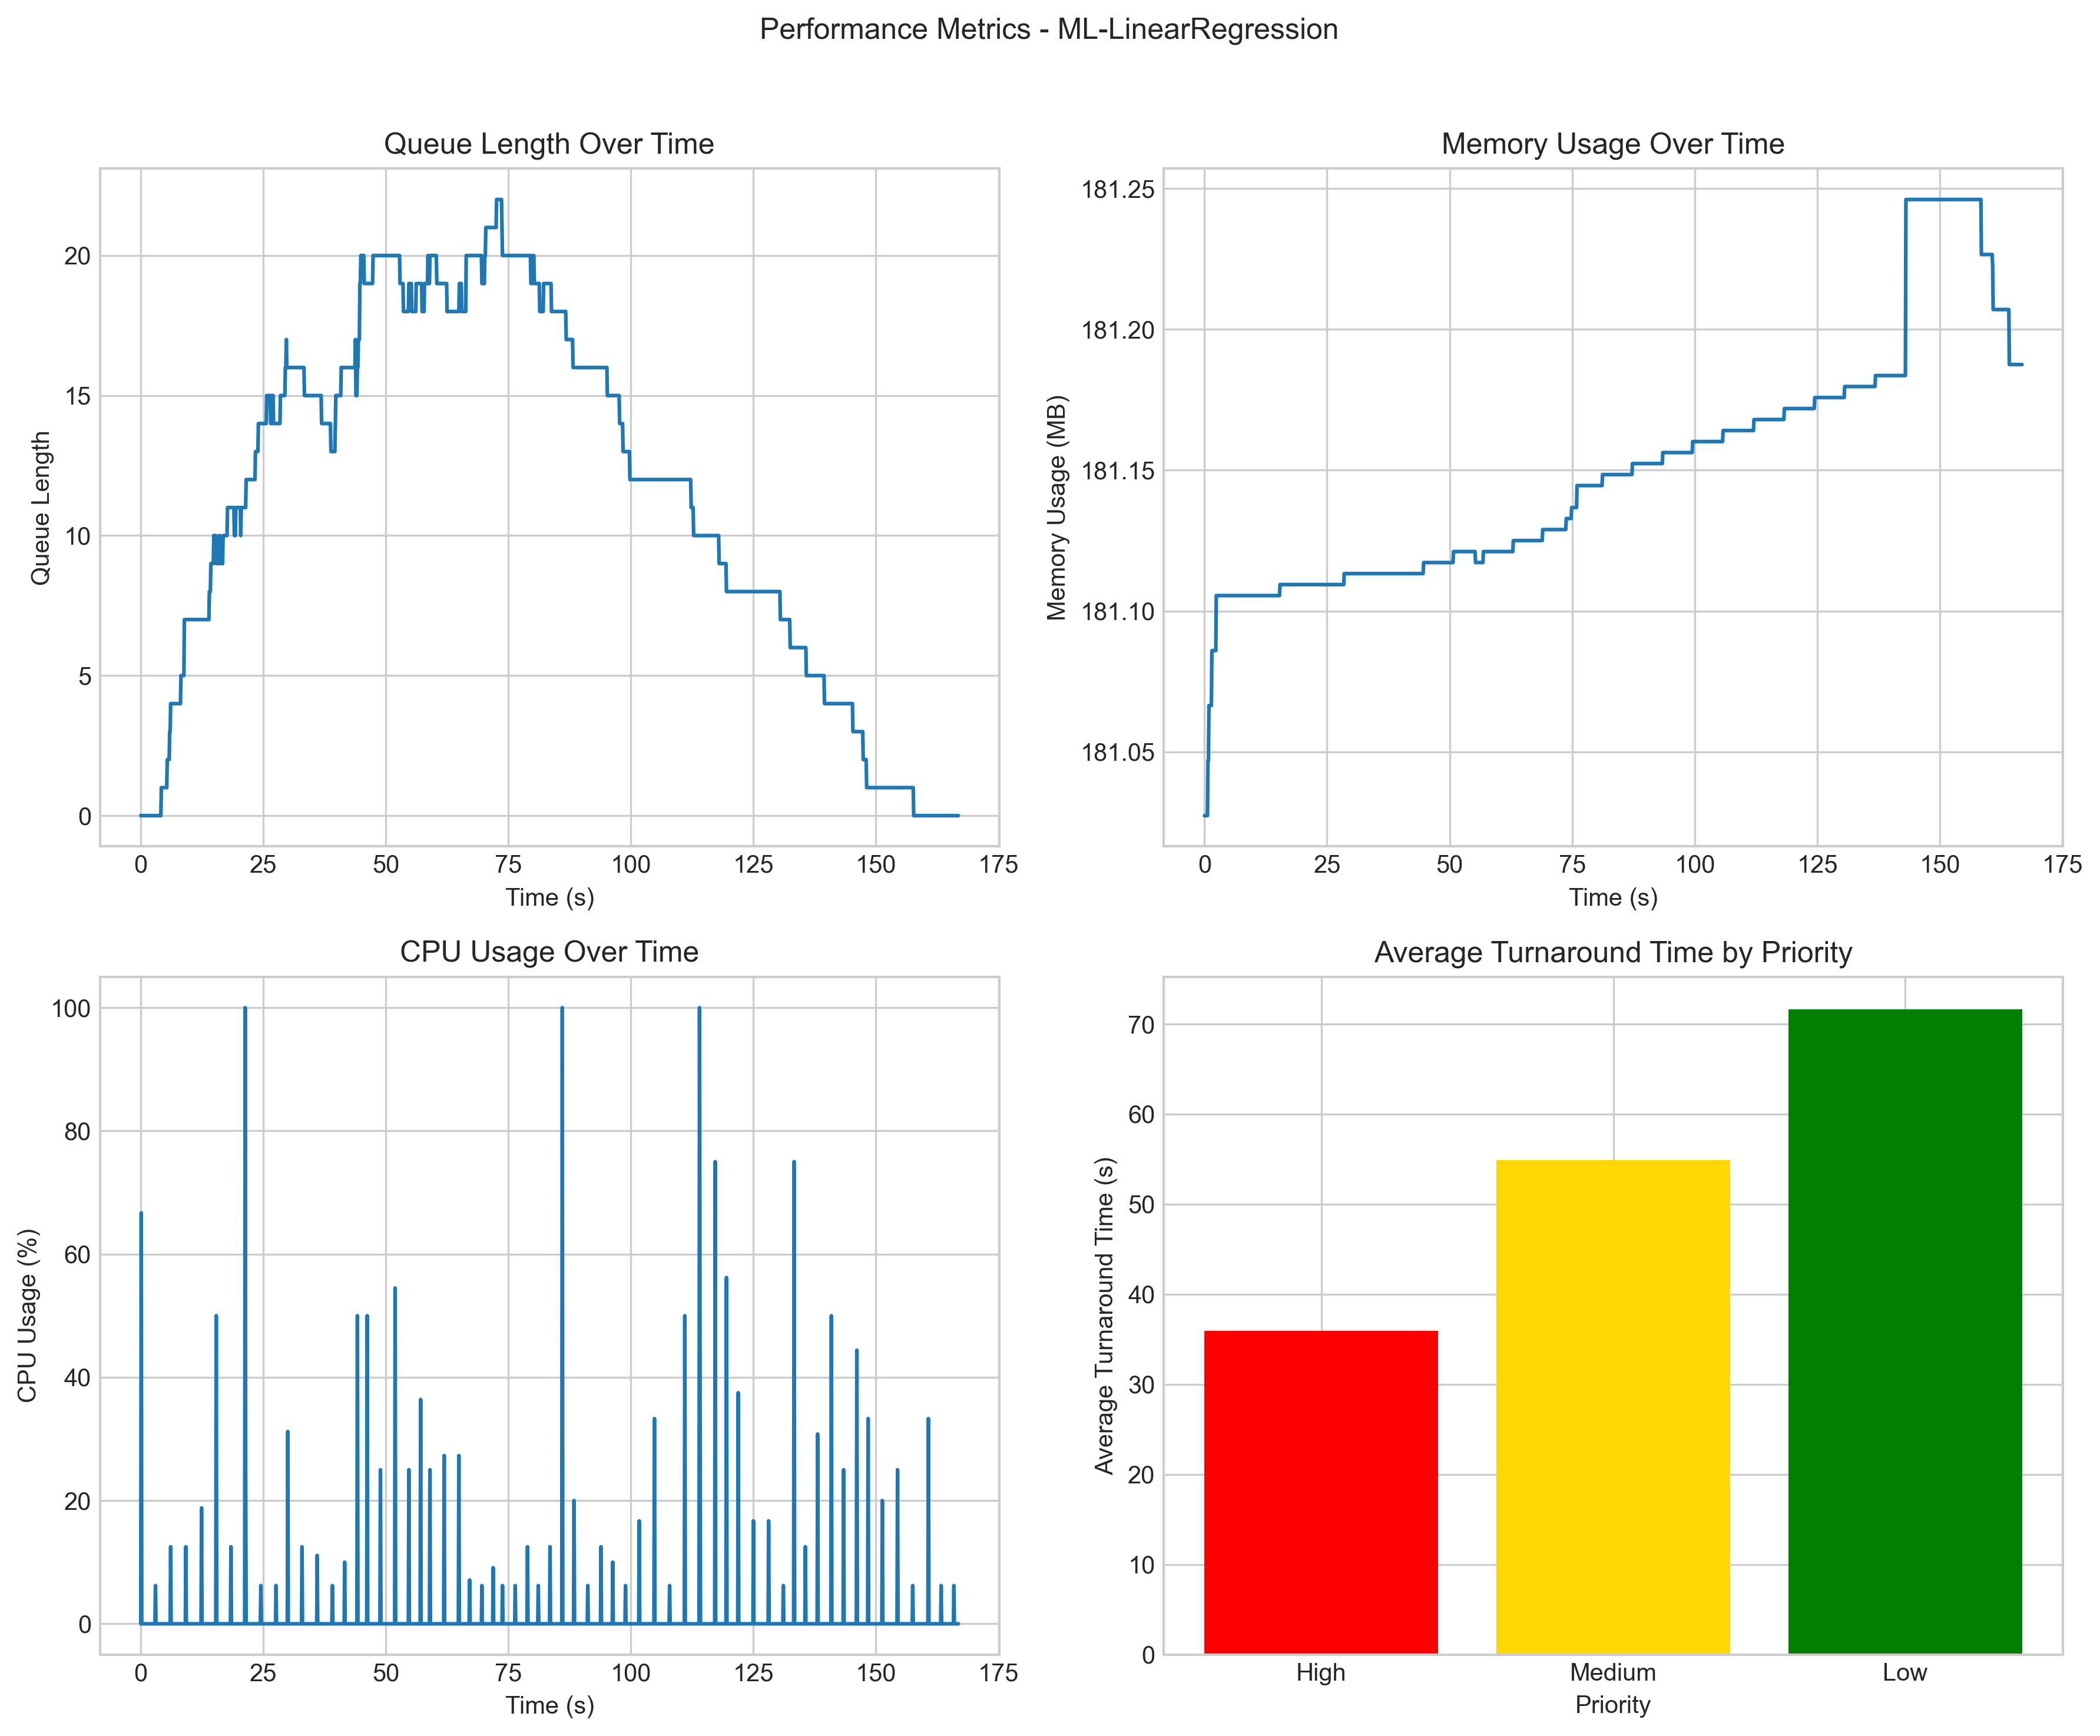 Performance Metrics - ML-LinearRegression
Queue Length Over Time
Queue Length
20
15
10
5
0
0 25 50 75 100 125 150 175
Time (s)
Memory Usage Over Time
Memory Usage (MB)
181.25
181.20
181.15
181.10
181.05
0 25 50 75 100 125 150 175
Time (s)
CPU Usage Over Time
CPU Usage (%)
100
80
60
40
20
0
0 25 50 75 100 125 150 175
Time (s)
Average Turnaround Time by Priority
Average Turnaround Time (s)
70
60
50
40
30
20
10
0
High Medium Low
Priority